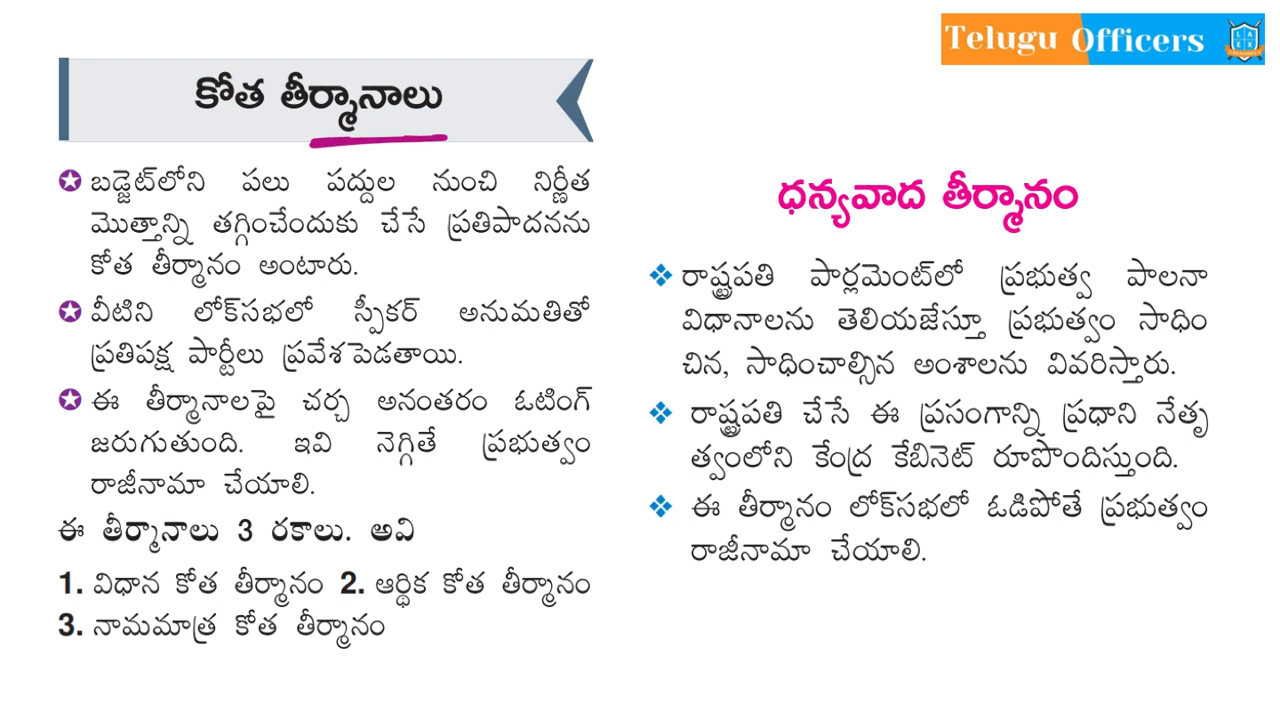 Telugu Officers
కోత తీర్మానాలు
బడ్జెట్‌లోని పలు పద్దుల నుంచి నిర్ణీత
మొత్తాన్ని తగ్గించేందుకు చేసే ప్రతిపాదనను
కోత తీర్మానం అంటారు.
వీటిని లోక్‌సభలో స్పీకర్ అనుమతితో
ప్రతిపక్ష పార్టీలు ప్రవేశపెడతాయి.
ఈ తీర్మానాలపై చర్చ అనంతరం ఓటింగ్
జరుగుతుంది. ఇవి నెగ్గితే ప్రభుత్వం
రాజీనామా చేయాలి.
ఈ తీర్మానాలు 3 రకాలు. అవి
1. విధాన కోత తీర్మానం 2. ఆర్థిక కోత తీర్మానం
3. నామమాత్ర కోత తీర్మానం
ధన్యవాద తీర్మానం
రాష్ట్రపతి పార్లమెంట్‌లో ప్రభుత్వ పాలనా
విధానాలను తెలియజేస్తూ ప్రభుత్వం సాధిం
చిన, సాధించాల్సిన అంశాలను వివరిస్తారు.
రాష్ట్రపతి చేసే ఈ ప్రసంగాన్ని ప్రధాని నేతృ
త్వంలోని కేంద్ర కేబినెట్ రూపొందిస్తుంది.
ఈ తీర్మానం లోక్‌సభలో ఓడిపోతే ప్రభుత్వం
రాజీనామా చేయాలి.